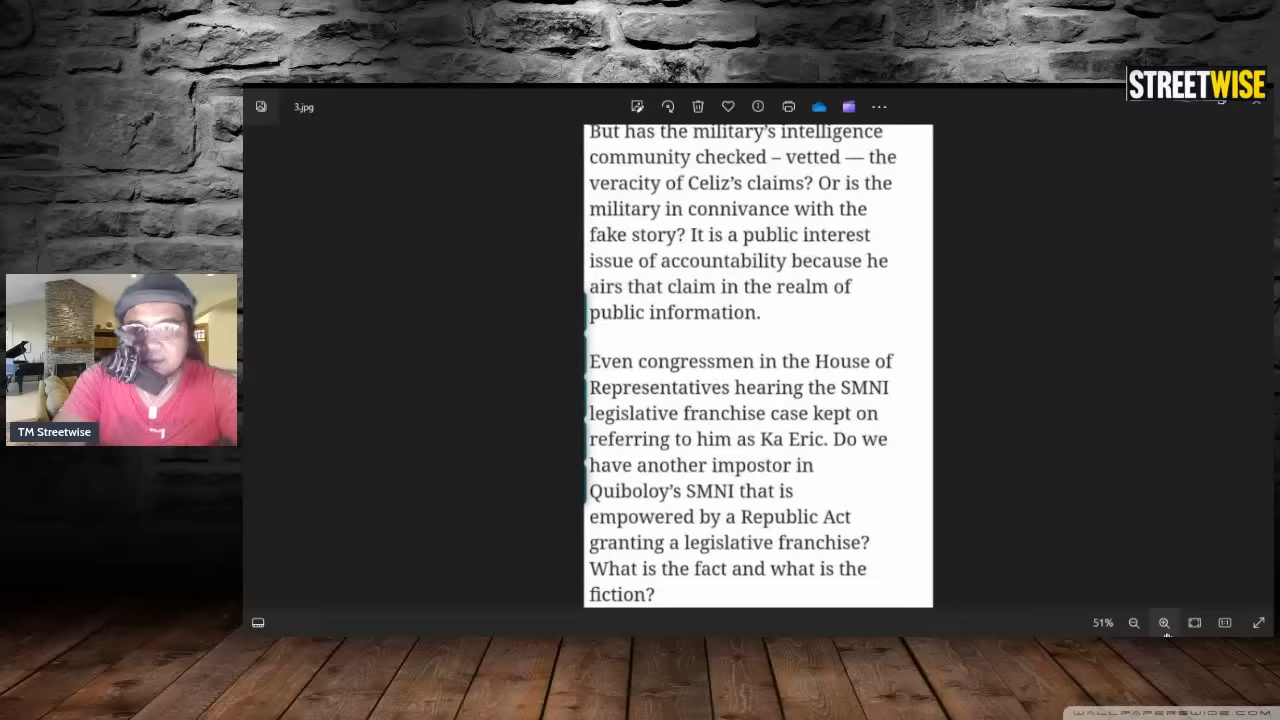 STREETWISE
3.jpg
But has the military's intelligence
community checked – vetted — the
veracity of Celiz's claims? Or is the
military in connivance with the
fake story? It is a public interest
issue of accountability because he
airs that claim in the realm of
public information.
Even congressmen in the House of
Representatives hearing the SMNI
legislative franchise case kept on
referring to him as Ka Eric. Do we
have another impostor in
Quiboloy's SMNI that is
empowered by a Republic Act
granting a legislative franchise?
What is the fact and what is the
fiction?
TM Streetwise
51%
WALLPAPERSWIDE.COM